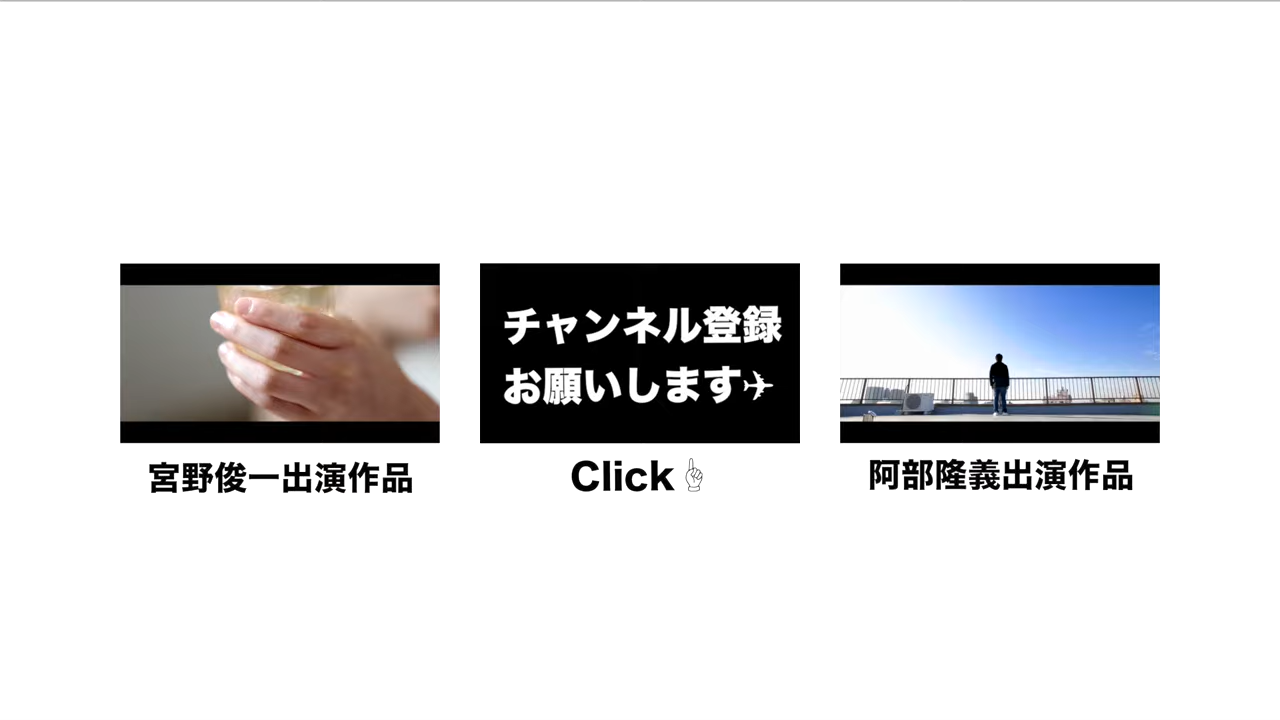 チャンネル登録
お願いします✈
宮野俊一出演作品
Click☝
阿部隆義出演作品